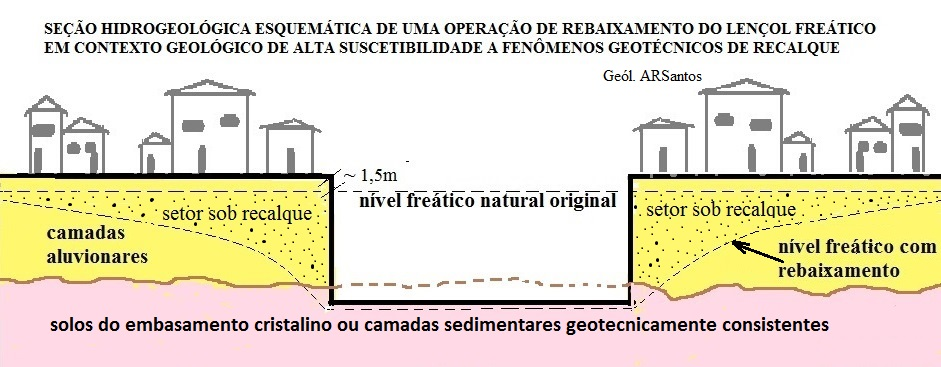 SEÇÃO HIDROGEOLÓGICA ESQUEMÁTICA DE UMA OPERAÇÃO DE REBAIXAMENTO DO LENÇOL FREÁTICO
EM CONTEXTO GEOLÓGICO DE ALTA SUSCETIBILIDADE A FENÔMENOS GEOTÉCNICOS DE RECALQUE
Geól. ARSantos
~ 1,5m
nível freático natural original
setor sob recalque
setor sob recalque
camadas
aluvionares
nível freático com
rebaixamento
solos do embasamento cristalino ou camadas sedimentares geotecnicamente consistentes